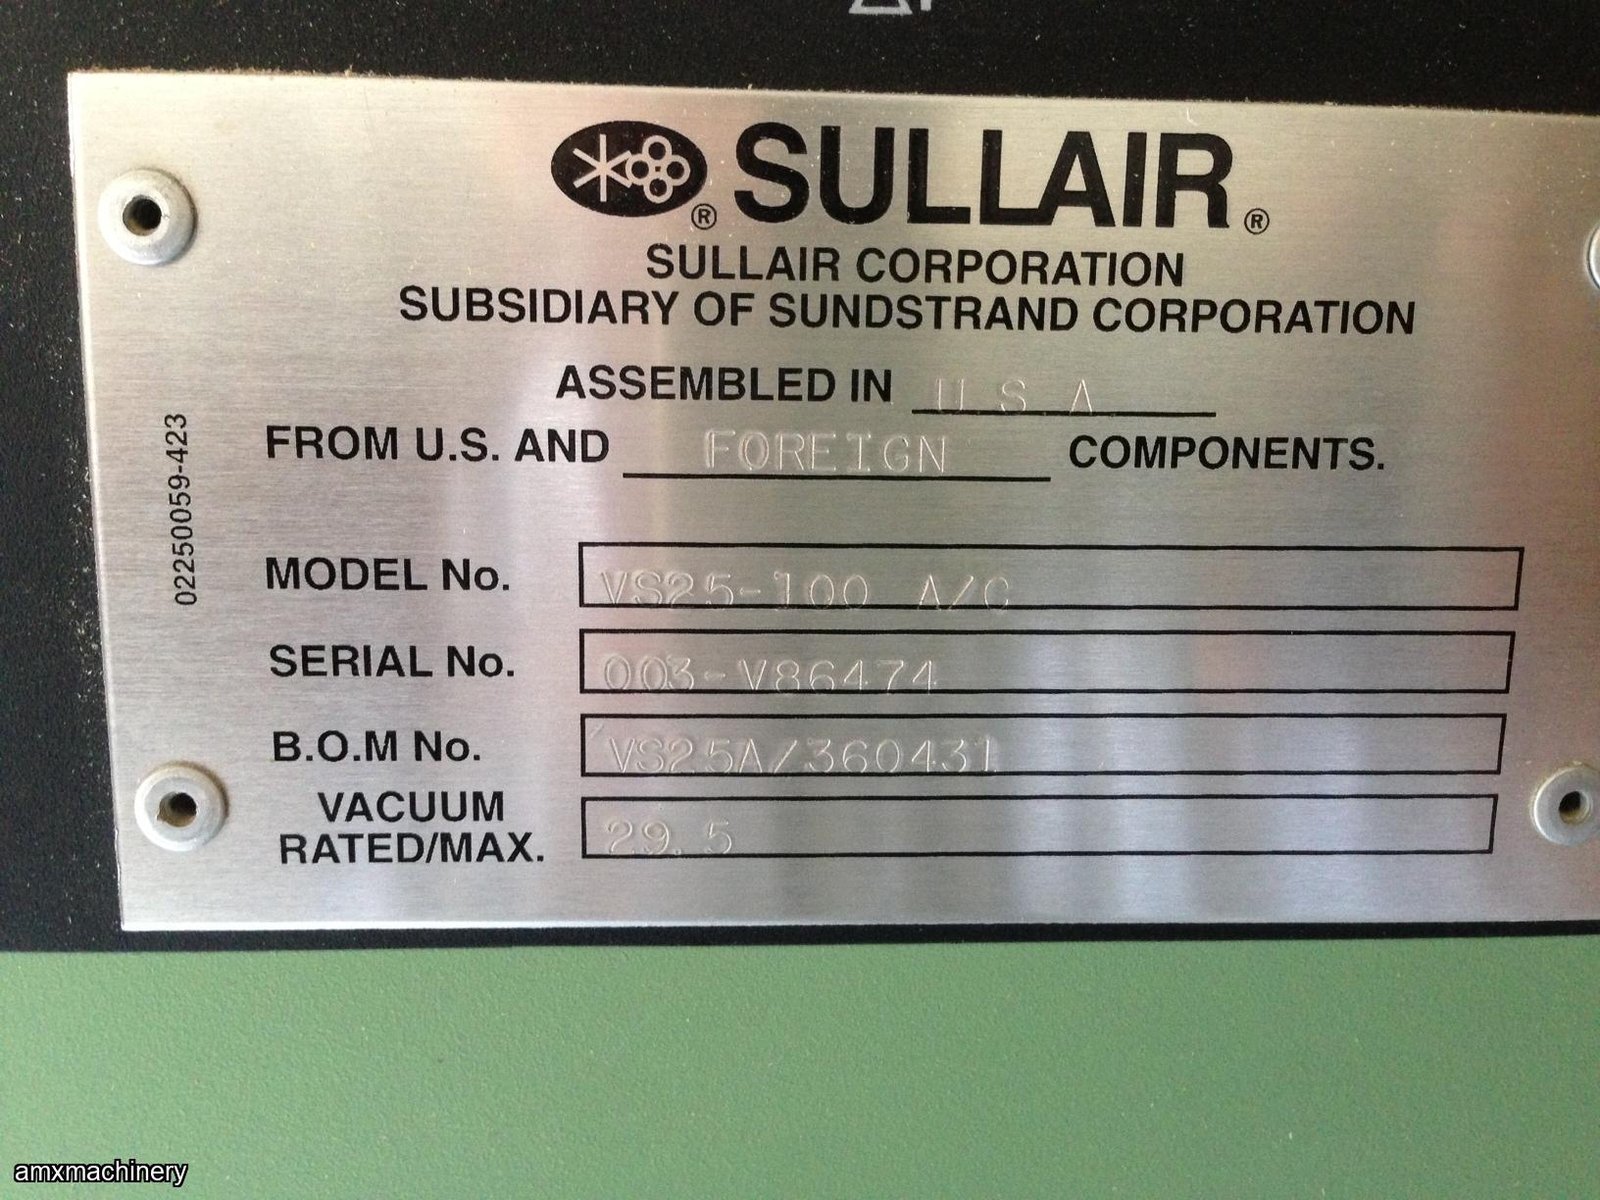 ® SULLAIR ®
SULLAIR CORPORATION
SUBSIDIARY OF SUNDSTRAND CORPORATION
ASSEMBLED IN U S A
FROM U.S. AND FOREIGN COMPONENTS.
02250059-423
MODEL No. VS25-100 A/C
SERIAL No. 003-V86474
B.O.M No. VS25A/360431
VACUUM
RATED/MAX. 29.5
amxmachinery